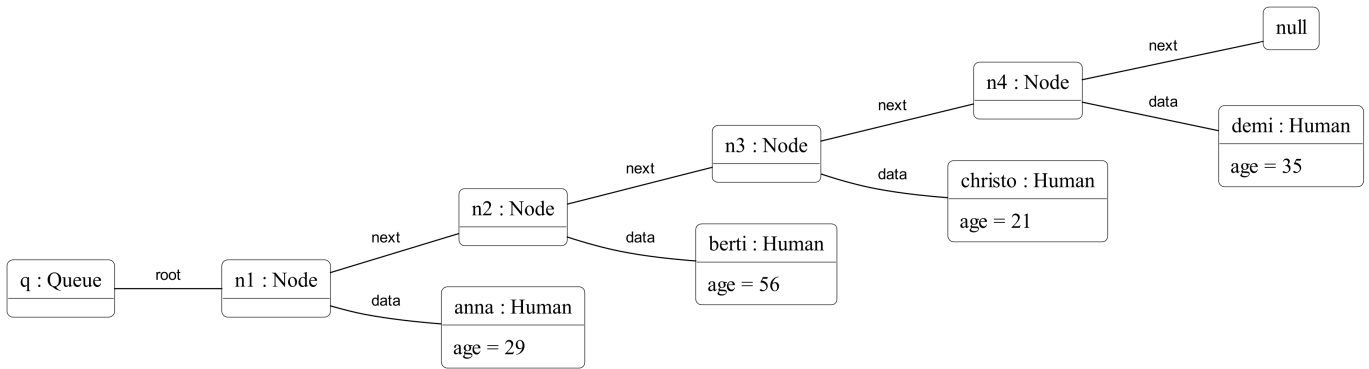 q : Queue
root
n1 : Node
next
data
anna : Human
age = 29
n2 : Node
next
data
berti : Human
age = 56
n3 : Node
next
data
christo : Human
age = 21
n4 : Node
next
data
null
demi : Human
age = 35